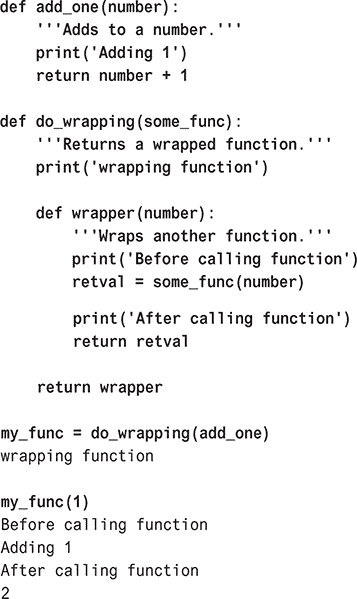 def add_one(number):
    '''Adds to a number.'''
    print('Adding 1')
    return number + 1

def do_wrapping(some_func):
    '''Returns a wrapped function.'''
    print('wrapping function')

    def wrapper(number):
        '''Wraps another function.'''
        print('Before calling function')
        retval = some_func(number)

        print('After calling function')
        return retval

    return wrapper

my_func = do_wrapping(add_one)
wrapping function

my_func(1)
Before calling function
Adding 1
After calling function
2